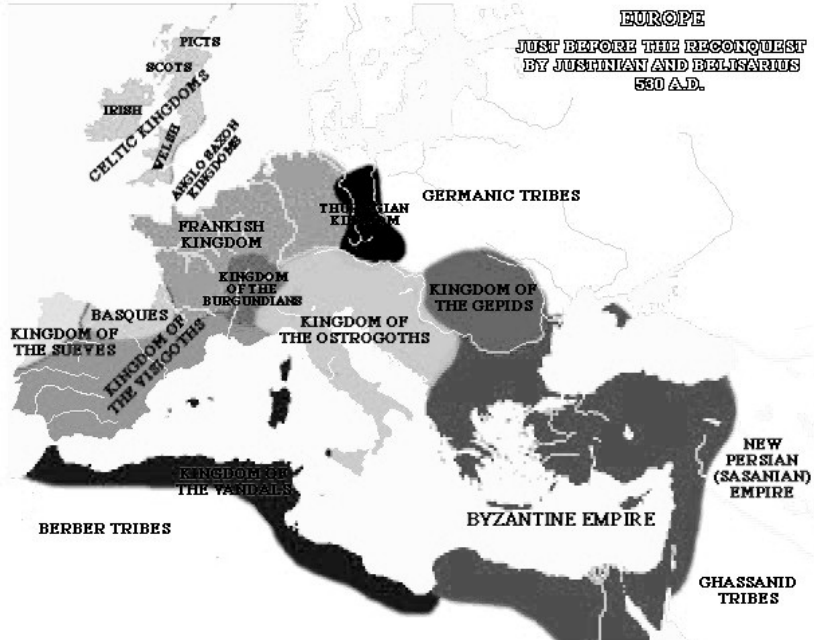 EUROPE
JUST BEFORE THE RECONQUEST
BY JUSTINIAN AND BELISARIUS
530 A.D.
PICTS
SCOTS
IRISH
CELTIC KINGDOMS
WELSH
ANGLO SAXON
KINGDOMS
GERMANIC TRIBES
THURINGIAN
KINGDOM
FRANKISH
KINGDOM
KINGDOM
OF THE
BURGUNDIANS
KINGDOM OF
THE GEPIDS
BASQUES
KINGDOM OF
THE SUEVES
KINGDOM OF
THE VISIGOTHS
KINGDOM OF
THE OSTROGOTHS
KINGDOM OF
THE VANDALS
NEW
PERSIAN
(SASANIAN)
EMPIRE
BERBER TRIBES
BYZANTINE EMPIRE
GHASSANID
TRIBES